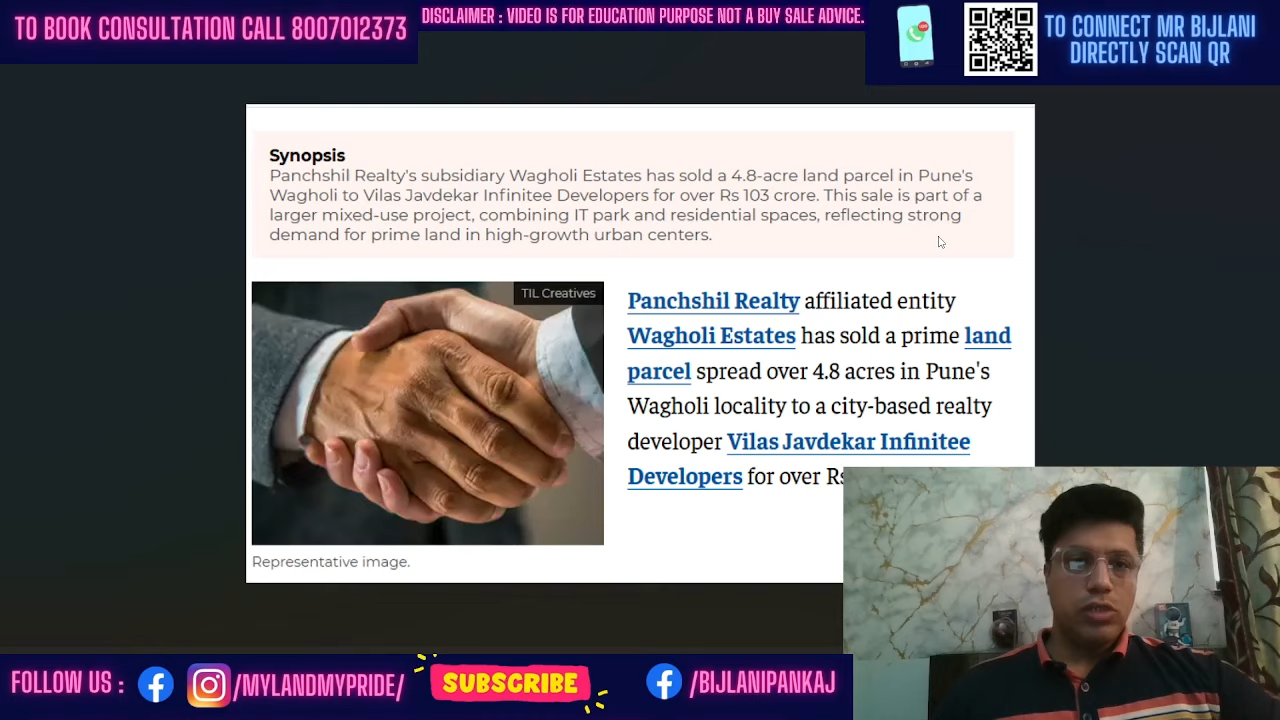 TO BOOK CONSULTATION CALL 8007012373
DISCLAIMER : VIDEO IS FOR EDUCATION PURPOSE NOT A BUY SALE ADVICE.
TO CONNECT MR BIJLANI
DIRECTLY SCAN QR
Synopsis
Panchshil Realty's subsidiary Wagholi Estates has sold a 4.8-acre land parcel in Pune's
Wagholi to Vilas Javdekar Infinitee Developers for over Rs 103 crore. This sale is part of a
larger mixed-use project, combining IT park and residential spaces, reflecting strong
demand for prime land in high-growth urban centers.
TIL Creatives
Panchshil Realty affiliated entity
Wagholi Estates has sold a prime land
parcel spread over 4.8 acres in Pune's
Wagholi locality to a city-based realty
developer Vilas Javdekar Infinitee
Developers for over Rs
Representative image.
FOLLOW US :
/MYLANDMYPRIDE/
SUBSCRIBE
/BIJLANIPANKAJ